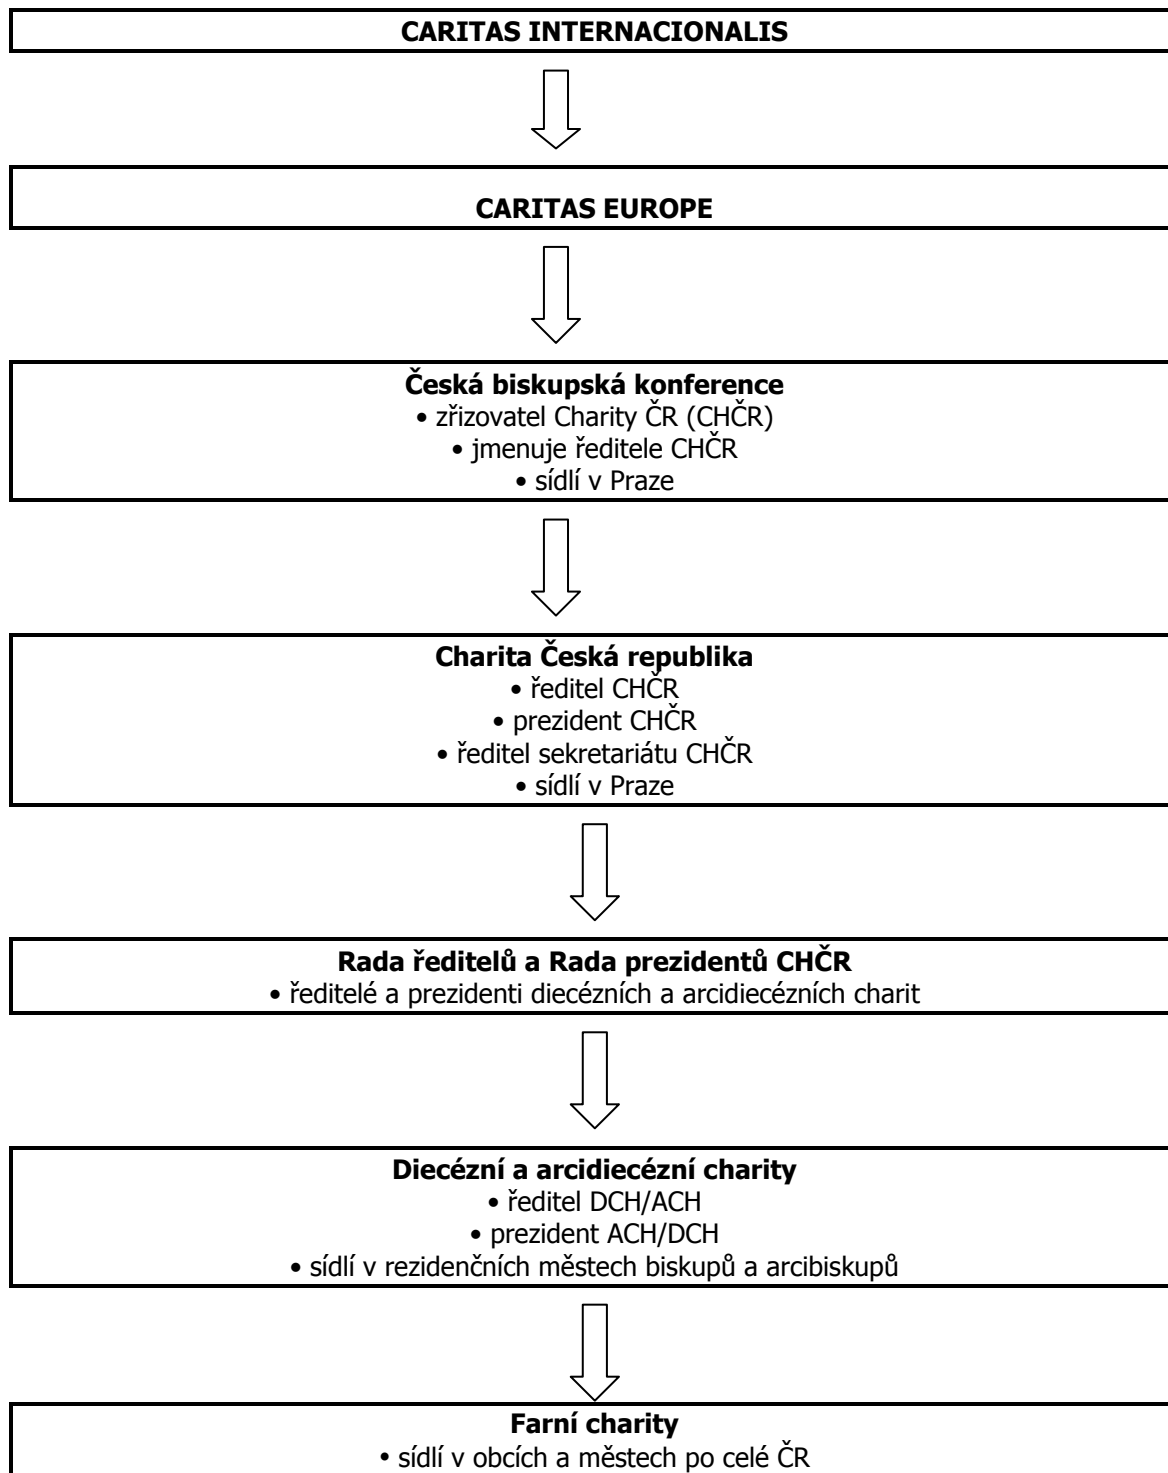 CARITAS INTERNACIONALIS
CARITAS EUROPE
Česká biskupská konference
• zřizovatel Charity ČR (CHČR)
• jmenuje ředitele CHČR
• sídlí v Praze
Charita Česká republika
• ředitel CHČR
• prezident CHČR
• ředitel sekretariátu CHČR
• sídlí v Praze
Rada ředitelů a Rada prezidentů CHČR
• ředitelé a prezidenti diecézních a arcidiecézních charit
Diecézní a arcidiecézní charity
• ředitel DCH/ACH
• prezident ACH/DCH
• sídlí v rezidenčních městech biskupů a arcibiskupů
Farní charity
• sídlí v obcích a městech po celé ČR